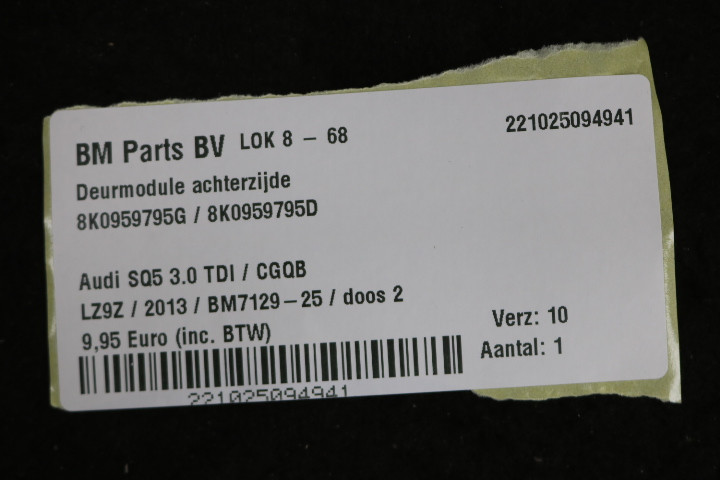 BM Parts BV LOK 8 - 68 221025094941
Deurmodule achterzijde
8K0959795G / 8K0959795D
Audi SQ5 3.0 TDI / CGQB
LZ9Z / 2013 / BM7129-25 / doos 2
9,95 Euro (inc. BTW) Verz: 10
Aantal: 1
221025094941